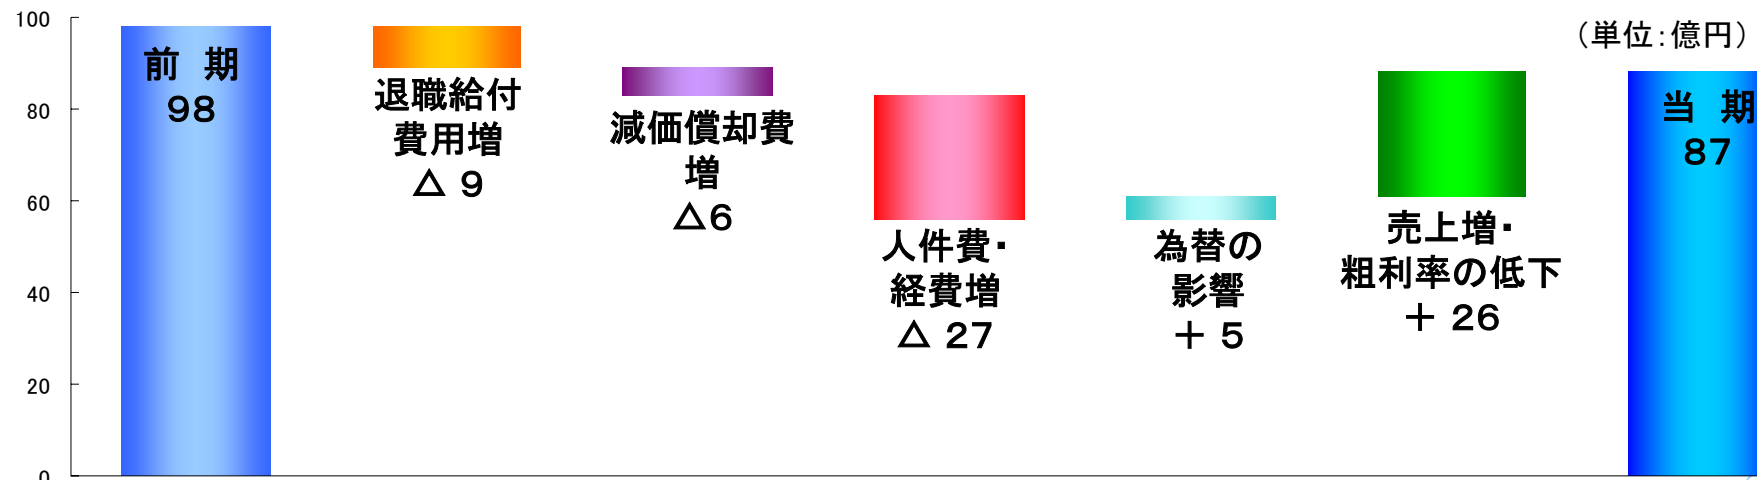 （単位：億円）
100
80
60
40
20
0
前　期
98
退職給付
費用増
△ 9
減価償却費
増
△6
人件費・
経費増
△ 27
為替の
影響
＋ 5
売上増・
粗利率の低下
＋ 26
当　期
87